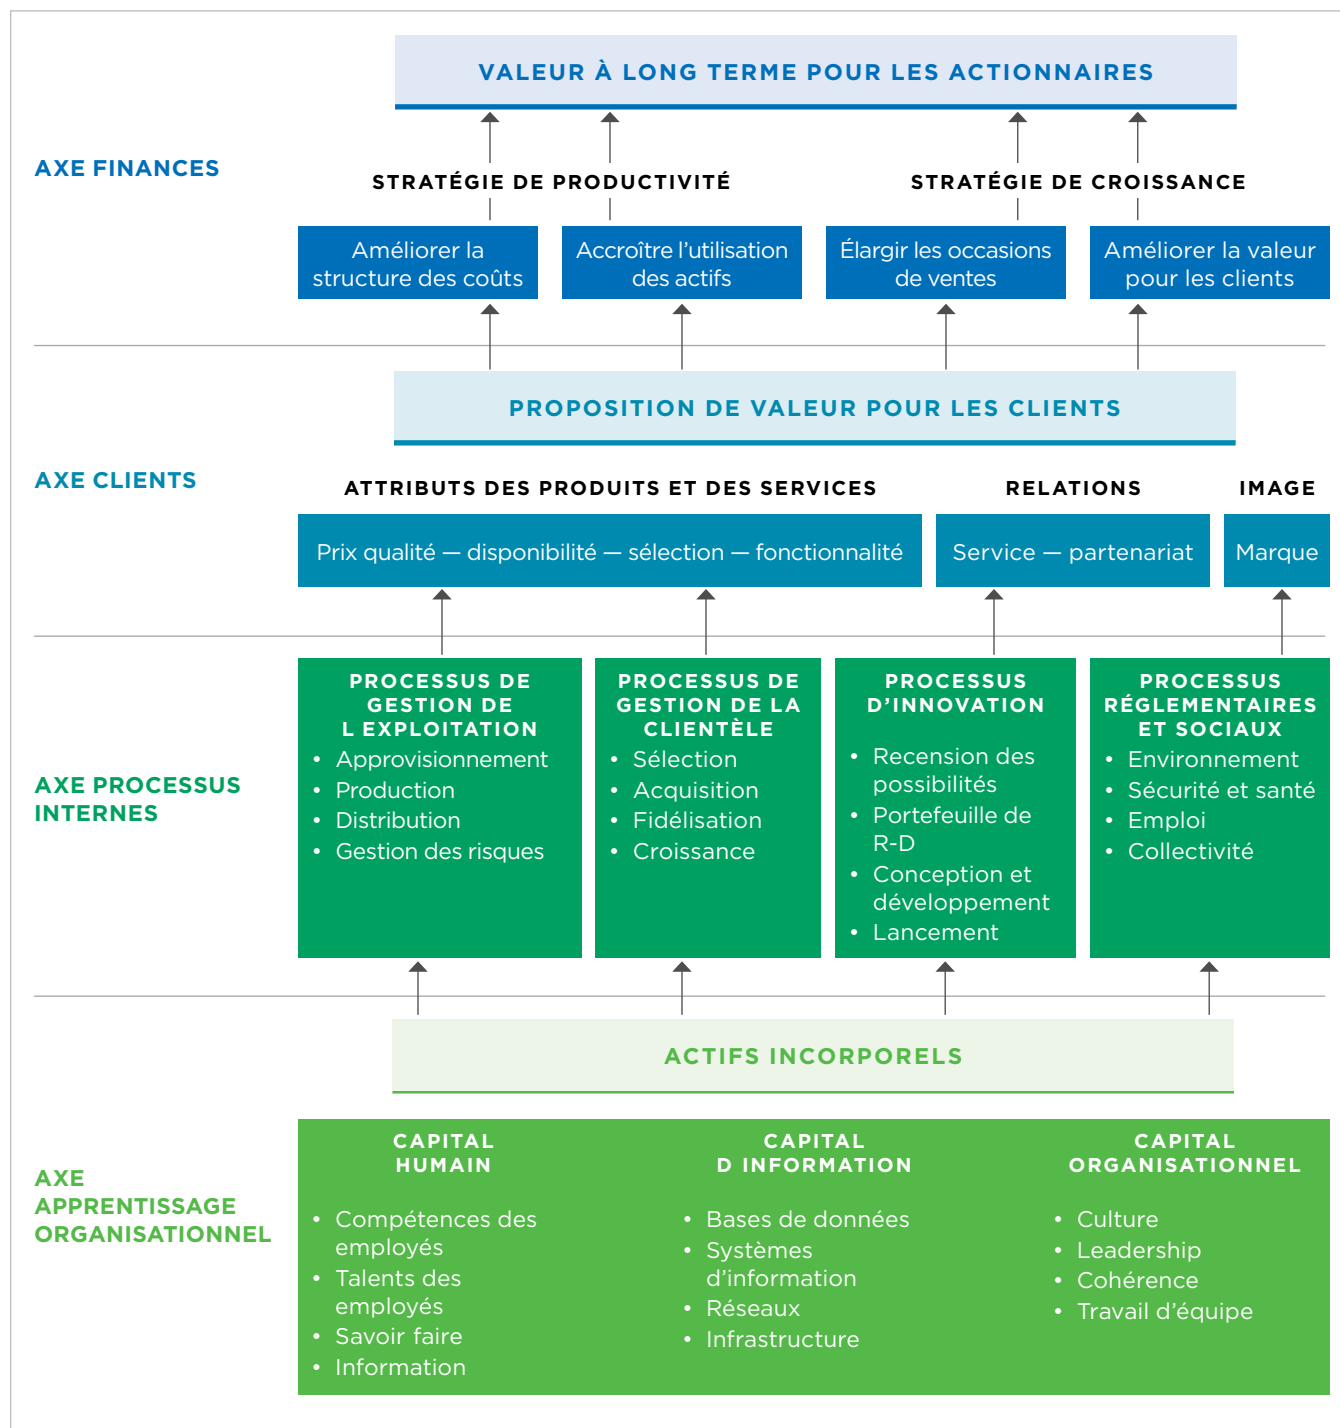 VALEUR À LONG TERME POUR LES ACTIONNAIRES
AXE FINANCES
STRATÉGIE DE PRODUCTIVITÉ
STRATÉGIE DE CROISSANCE
Améliorer la
structure des coûts
Accroître l’utilisation
des actifs
Élargir les occasions
de ventes
Améliorer la valeur
pour les clients
PROPOSITION DE VALEUR POUR LES CLIENTS
AXE CLIENTS
ATTRIBUTS DES PRODUITS ET DES SERVICES
RELATIONS
IMAGE
Prix qualité — disponibilité — sélection — fonctionnalité
Service — partenariat
Marque
AXE PROCESSUS
INTERNES
PROCESSUS DE
GESTION DE
L EXPLOITATION
• Approvisionnement
• Production
• Distribution
• Gestion des risques
PROCESSUS DE
GESTION DE LA
CLIENTÈLE
• Sélection
• Acquisition
• Fidélisation
• Croissance
PROCESSUS
D’INNOVATION
• Recension des
possibilités
• Portefeuille de
R-D
• Conception et
développement
• Lancement
PROCESSUS
RÉGLEMENTAIRES
ET SOCIAUX
• Environnement
• Sécurité et santé
• Emploi
• Collectivité
ACTIFS INCORPORELS
AXE
APPRENTISSAGE
ORGANISATIONNEL
CAPITAL
HUMAIN
• Compétences des
employés
• Talents des
employés
• Savoir faire
• Information
CAPITAL
D INFORMATION
• Bases de données
• Systèmes
d’information
• Réseaux
• Infrastructure
CAPITAL
ORGANISATIONNEL
• Culture
• Leadership
• Cohérence
• Travail d’équipe